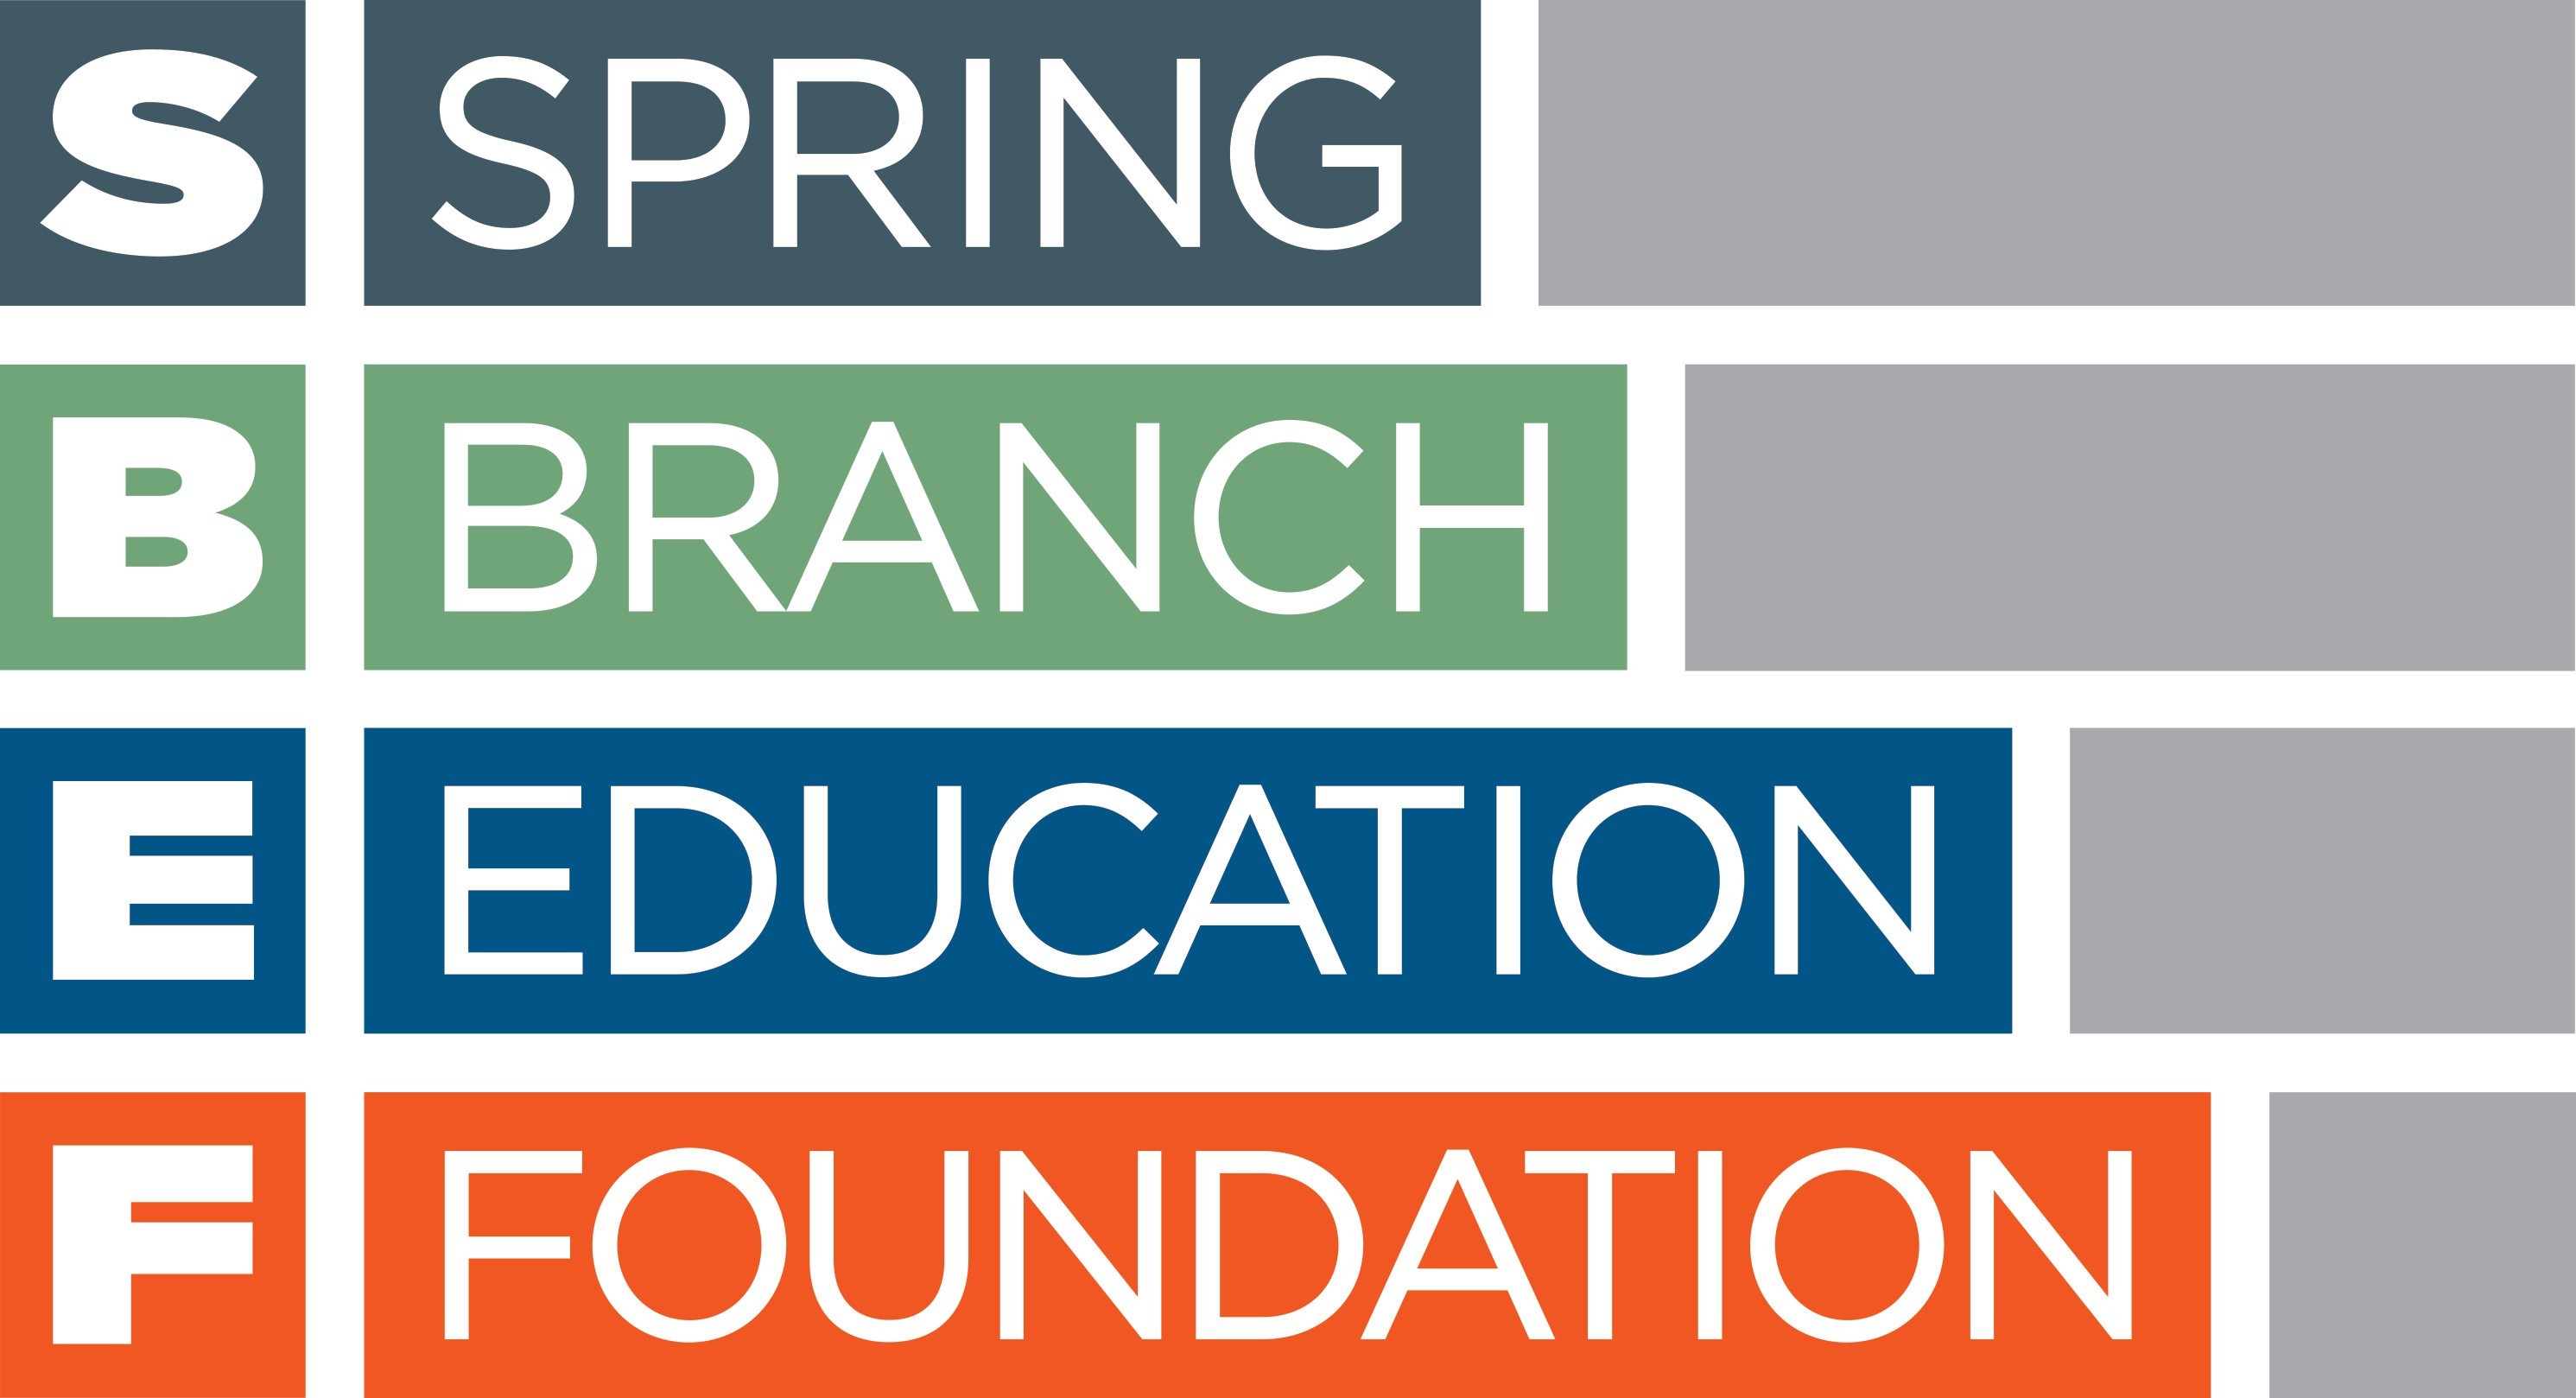 S SPRING
B BRANCH
E EDUCATION
F FOUNDATION